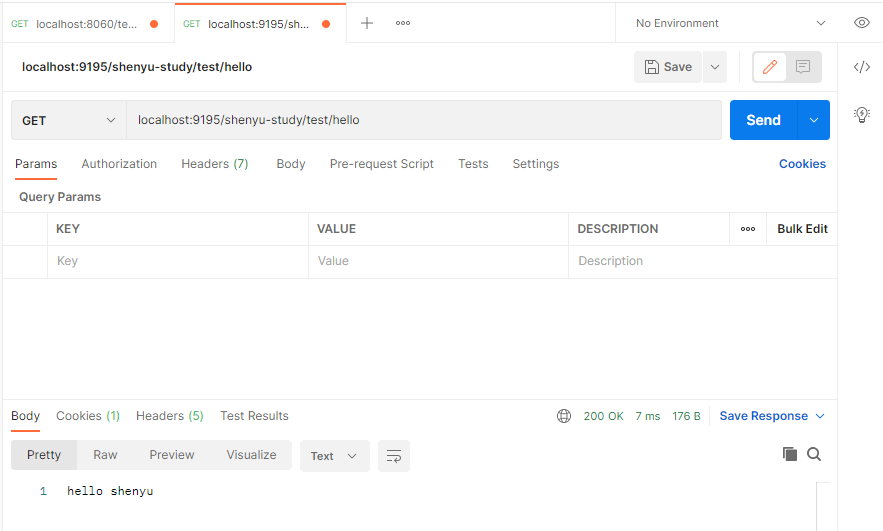 GET localhost:8060/te... GET localhost:9195/sh... No Environment
localhost:9195/shenyu-study/test/hello Save
GET localhost:9195/shenyu-study/test/hello Send
Params Authorization Headers (7) Body Pre-request Script Tests Settings Cookies
Query Params
KEY VALUE DESCRIPTION Bulk Edit
Key Value Description
Body Cookies (1) Headers (5) Test Results 200 OK 7 ms 176 B Save Response
Pretty Raw Preview Visualize Text
1 hello shenyu